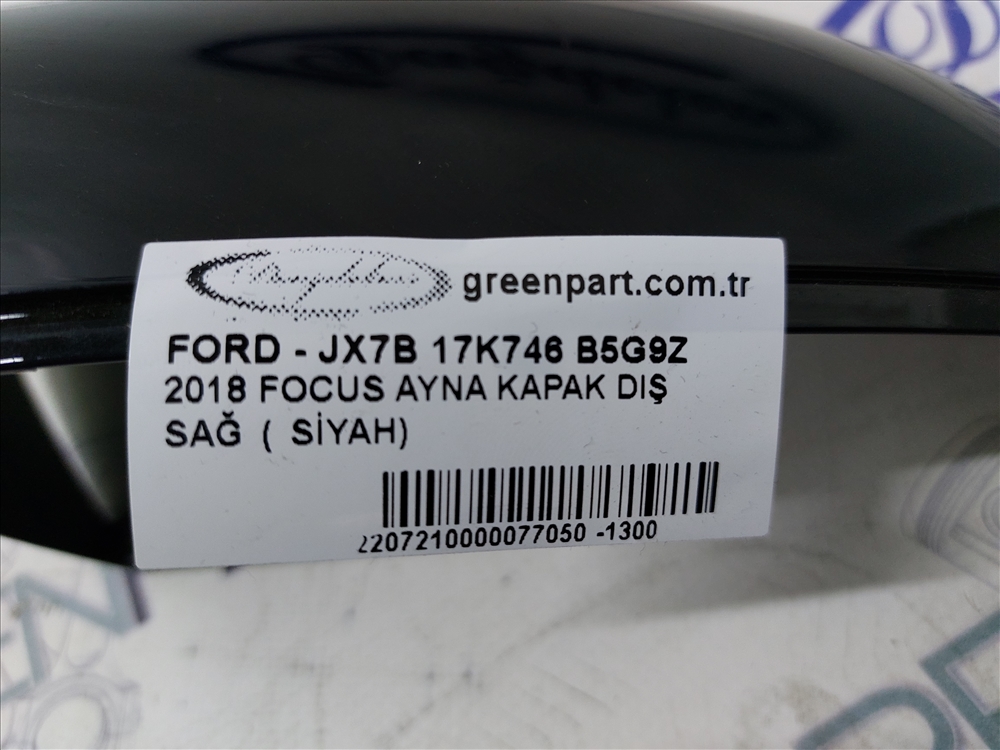 greenpart.com.tr
FORD - JX7B 17K746 B5G9Z
2018 FOCUS AYNA KAPAK DIŞ
SAĞ ( SİYAH)
2207210000077050 -1300